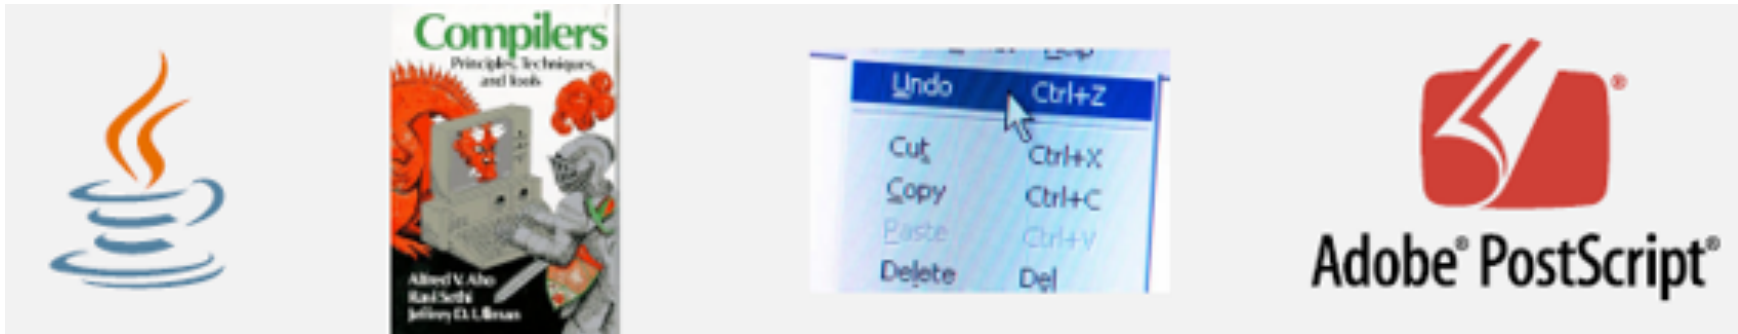 Compilers
Principles, Techniques,
and Tools
Alfred V. Aho
Ravi Sethi
Jeffrey D. Ullman
Undo Ctrl+Z
Cut Ctrl+X
Copy Ctrl+C
Paste Ctrl+V
Delete Del
®
Adobe® PostScript®